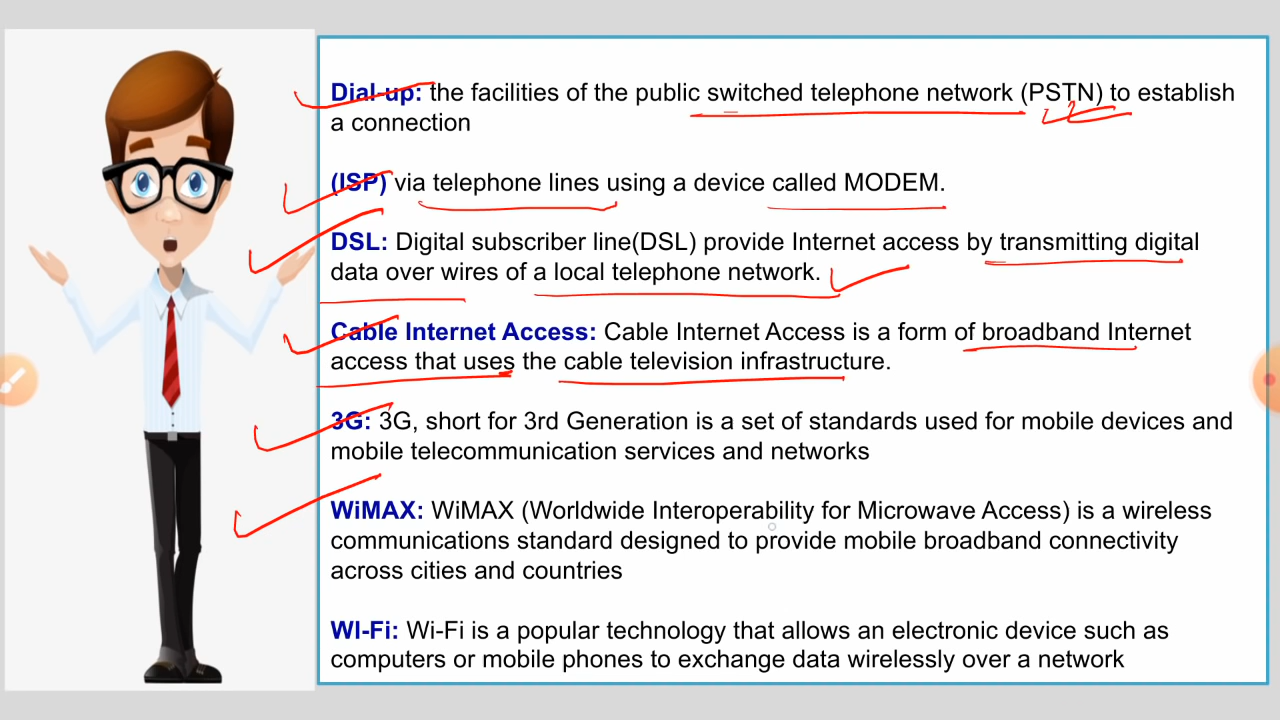 Dial-up: the facilities of the public switched telephone network (PSTN) to establish
a connection
(ISP) via telephone lines using a device called MODEM.
DSL: Digital subscriber line(DSL) provide Internet access by transmitting digital
data over wires of a local telephone network.
Cable Internet Access: Cable Internet Access is a form of broadband Internet
access that uses the cable television infrastructure.
3G: 3G, short for 3rd Generation is a set of standards used for mobile devices and
mobile telecommunication services and networks
WiMAX: WiMAX (Worldwide Interoperability for Microwave Access) is a wireless
communications standard designed to provide mobile broadband connectivity
across cities and countries
WI-Fi: Wi-Fi is a popular technology that allows an electronic device such as
computers or mobile phones to exchange data wirelessly over a network